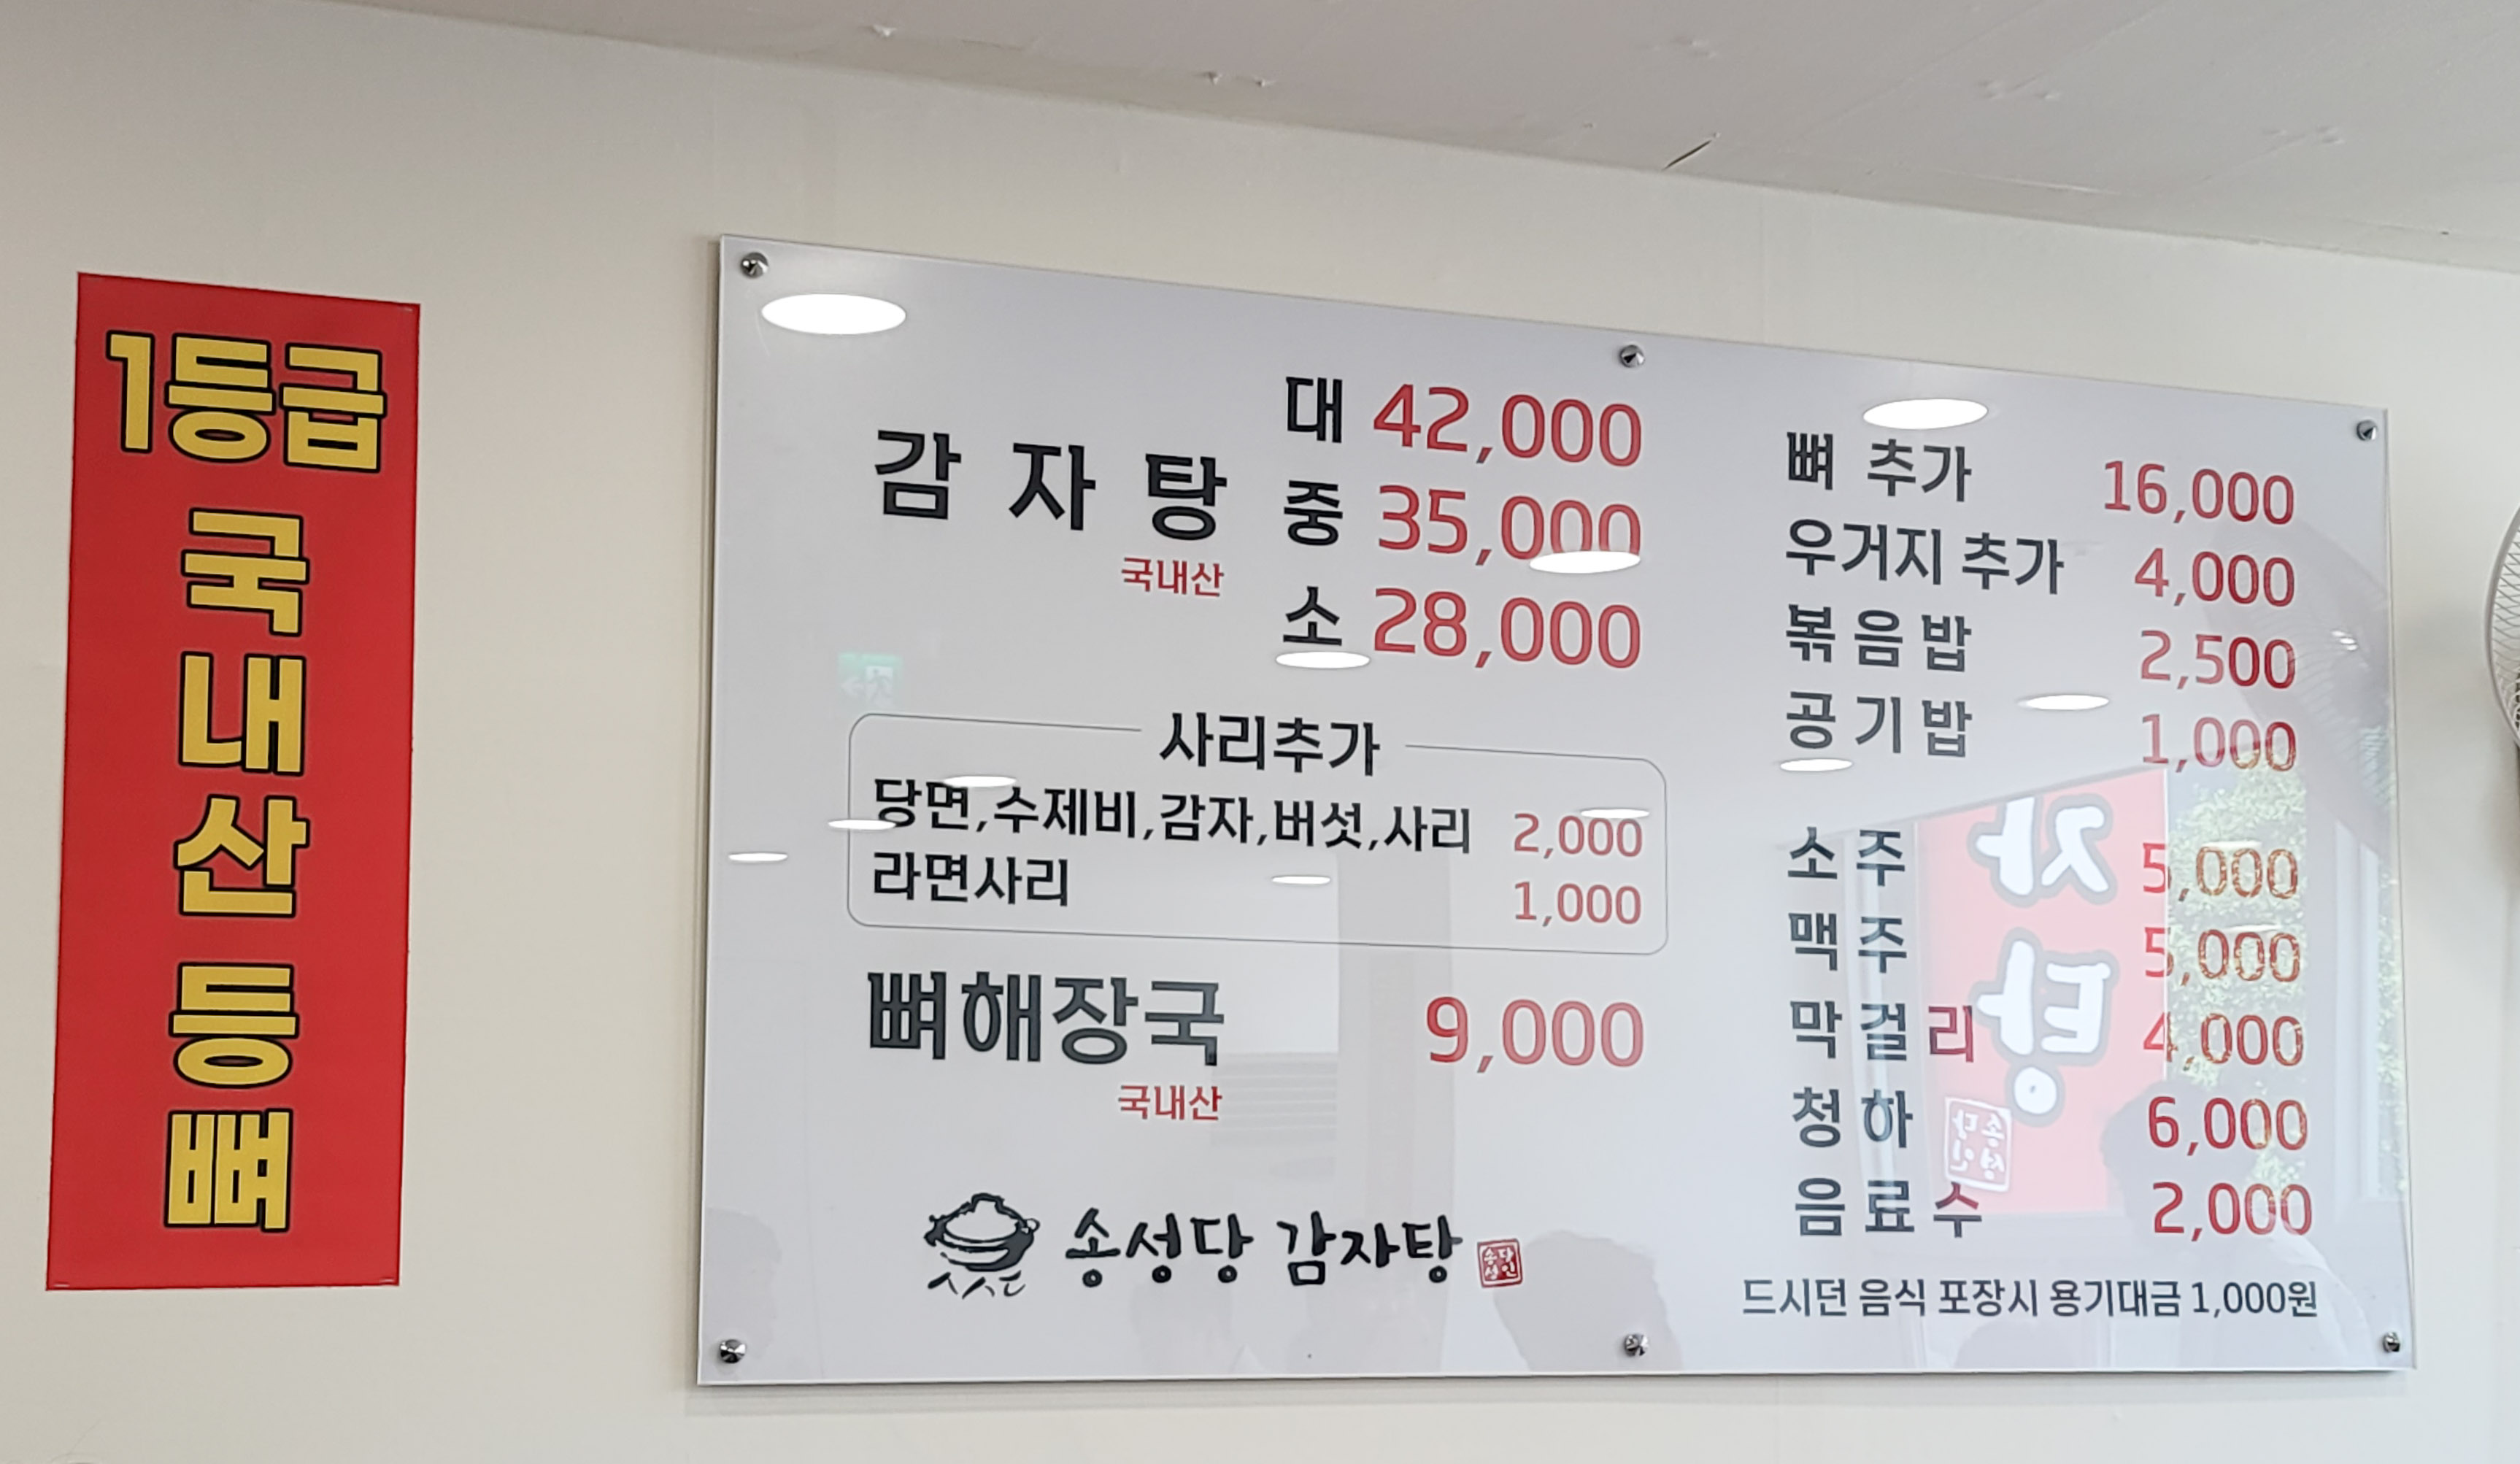 1등급
국
내
산
등
뼈
감자탕
국내산
대 42,000
중 35,000
소 28,000
사리추가
당면,수제비,감자,버섯,사리 2,000
라면사리 1,000
뼈해장국 9,000
국내산
송성당 감자탕
뼈 추가 16,000
우거지 추가 4,000
볶음밥 2,500
공기밥 1,000
소주 5,000
맥주 5,000
막걸리 4,000
청하 6,000
음료수 2,000
드시던 음식 포장시 용기대금 1,000원
자
탕